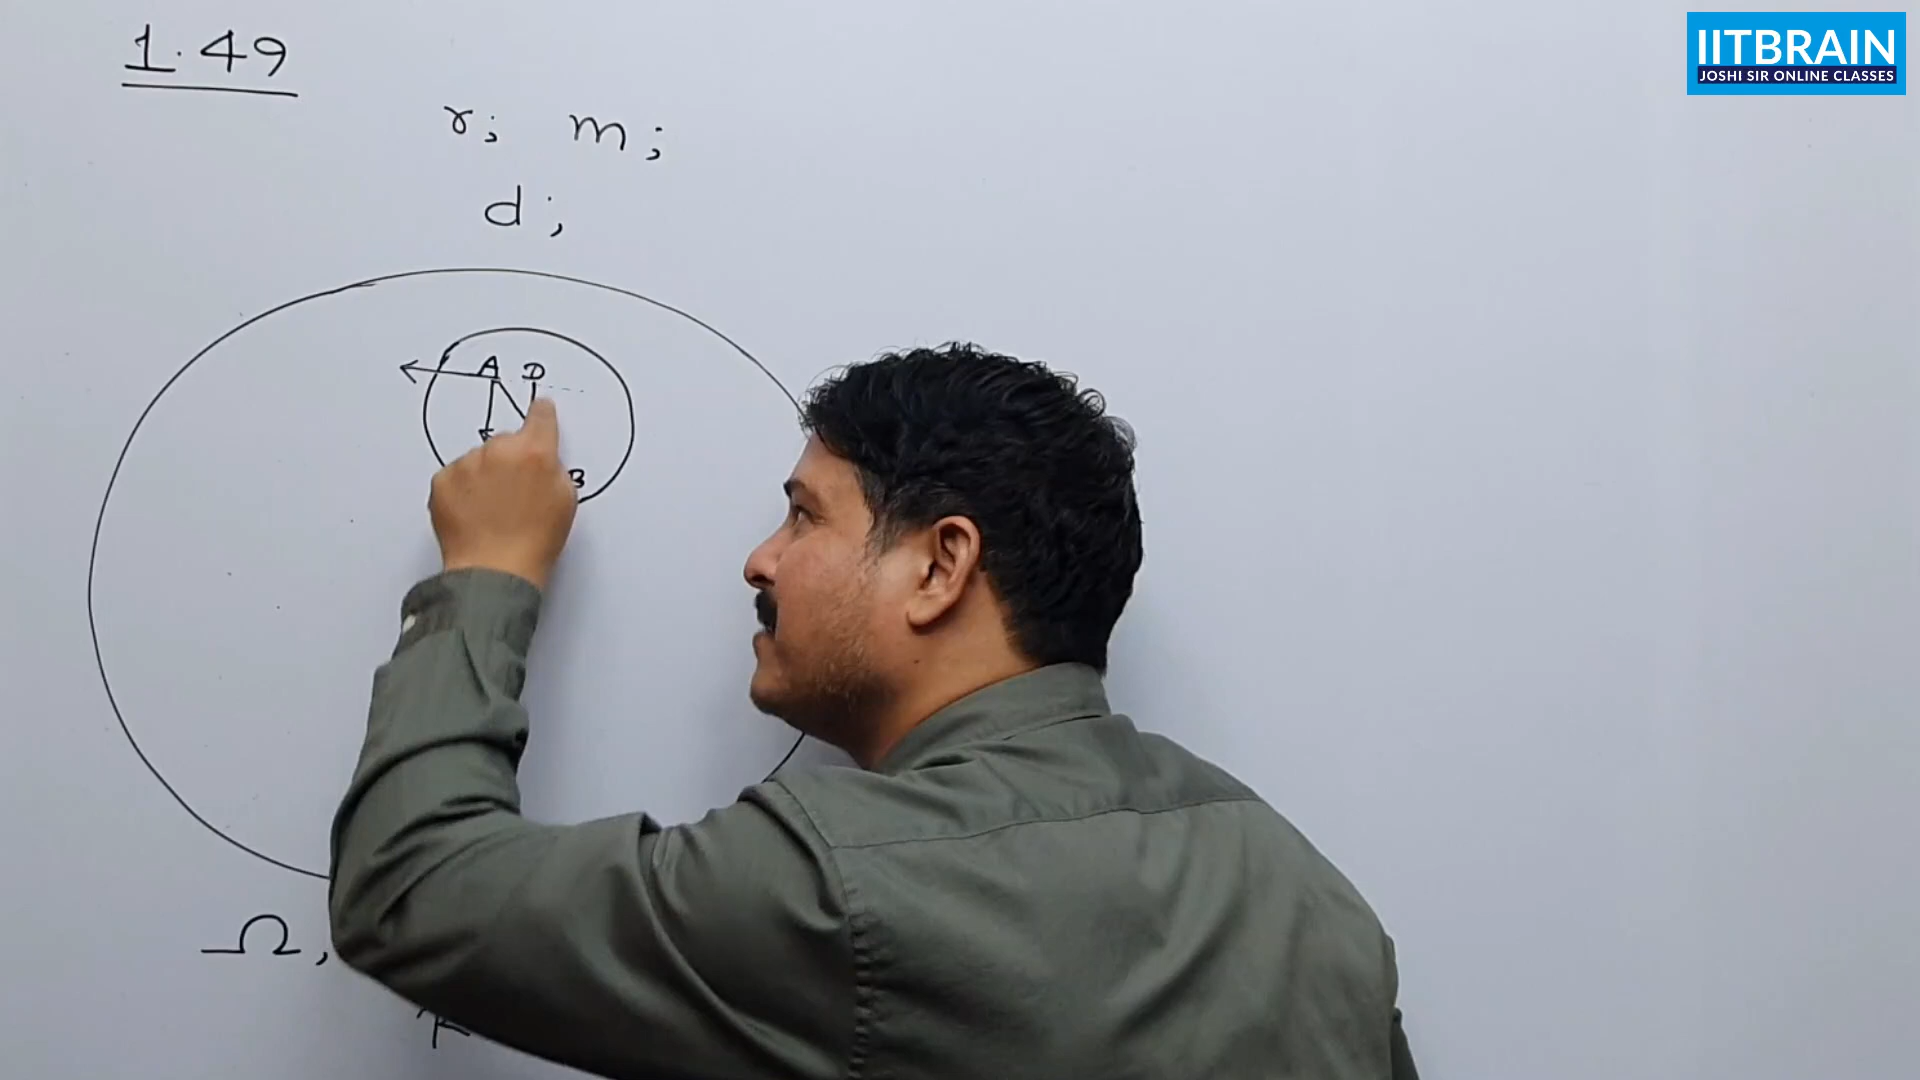 1.49
r; m;
d;
A D
B
Ω,
IITBRAIN
JOSHI SIR ONLINE CLASSES